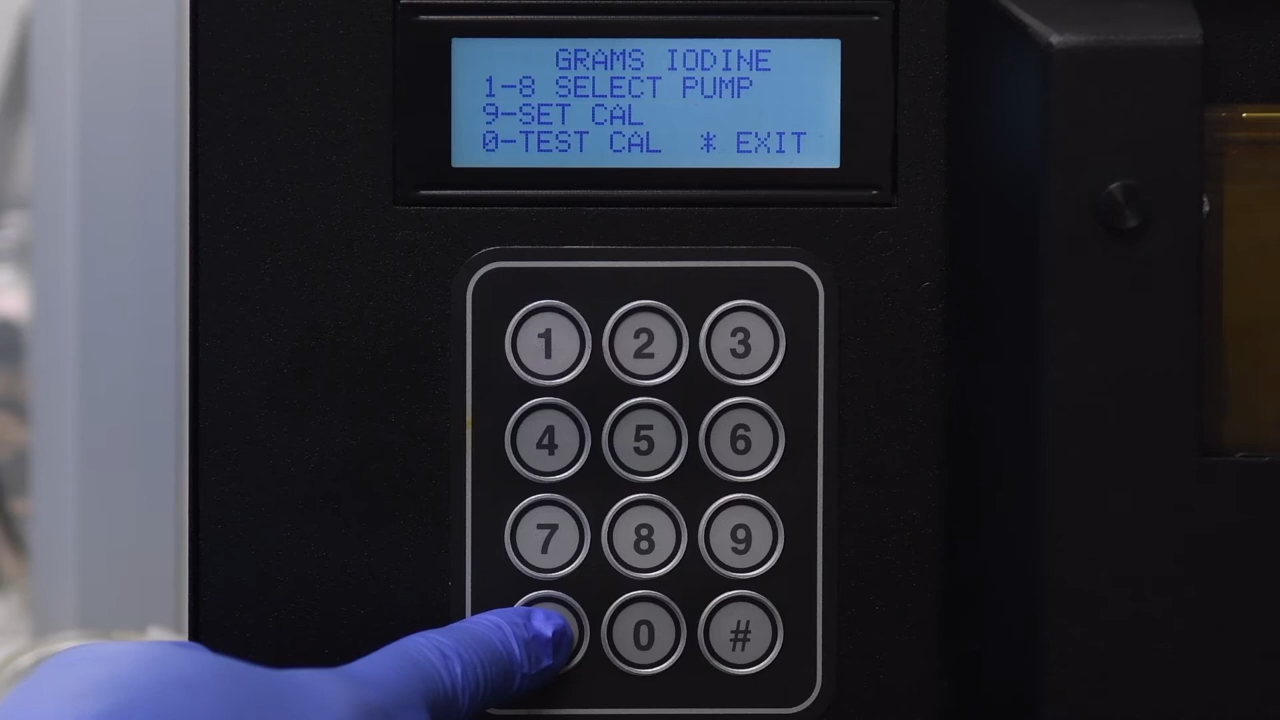 GRAMS IODINE
1-8 SELECT PUMP
9-SET CAL
0-TEST CAL * EXIT
1 2 3
4 5 6
7 8 9
0 #